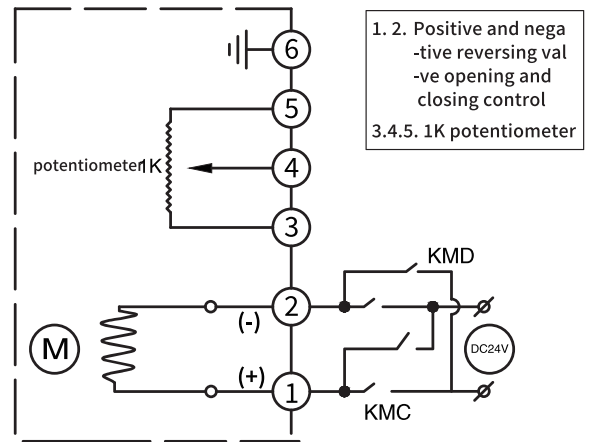 1. 2. Positive and nega
-tive reversing val
-ve opening and
closing control
3.4.5. 1K potentiometer
6
5
potentiometer1K
4
3
KMD
2
(-)
M
DC24V
(+)
1
KMC